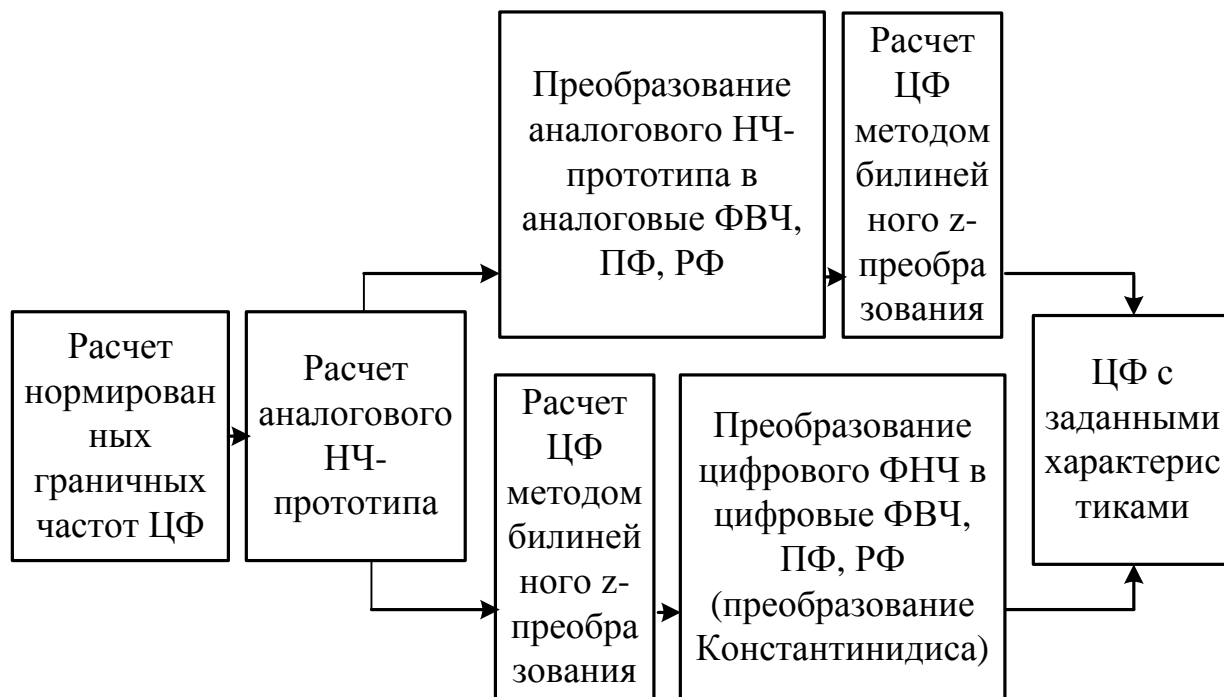 Расчет
нормирован
ных
граничных
частот ЦФ
Расчет
аналогового
НЧ-
прототипа
Преобразование
аналогового НЧ-
прототипа в
аналоговые ФВЧ,
ПФ, РФ
Расчет
ЦФ
методом
билиней
ного z-
преобра
зования
Расчет
ЦФ
методом
билиней
ного z-
преобра
зования
Преобразование
цифрового ФНЧ в
цифровые ФВЧ,
ПФ, РФ
(преобразование
Константинидиса)
ЦФ с
заданными
характерис
тиками